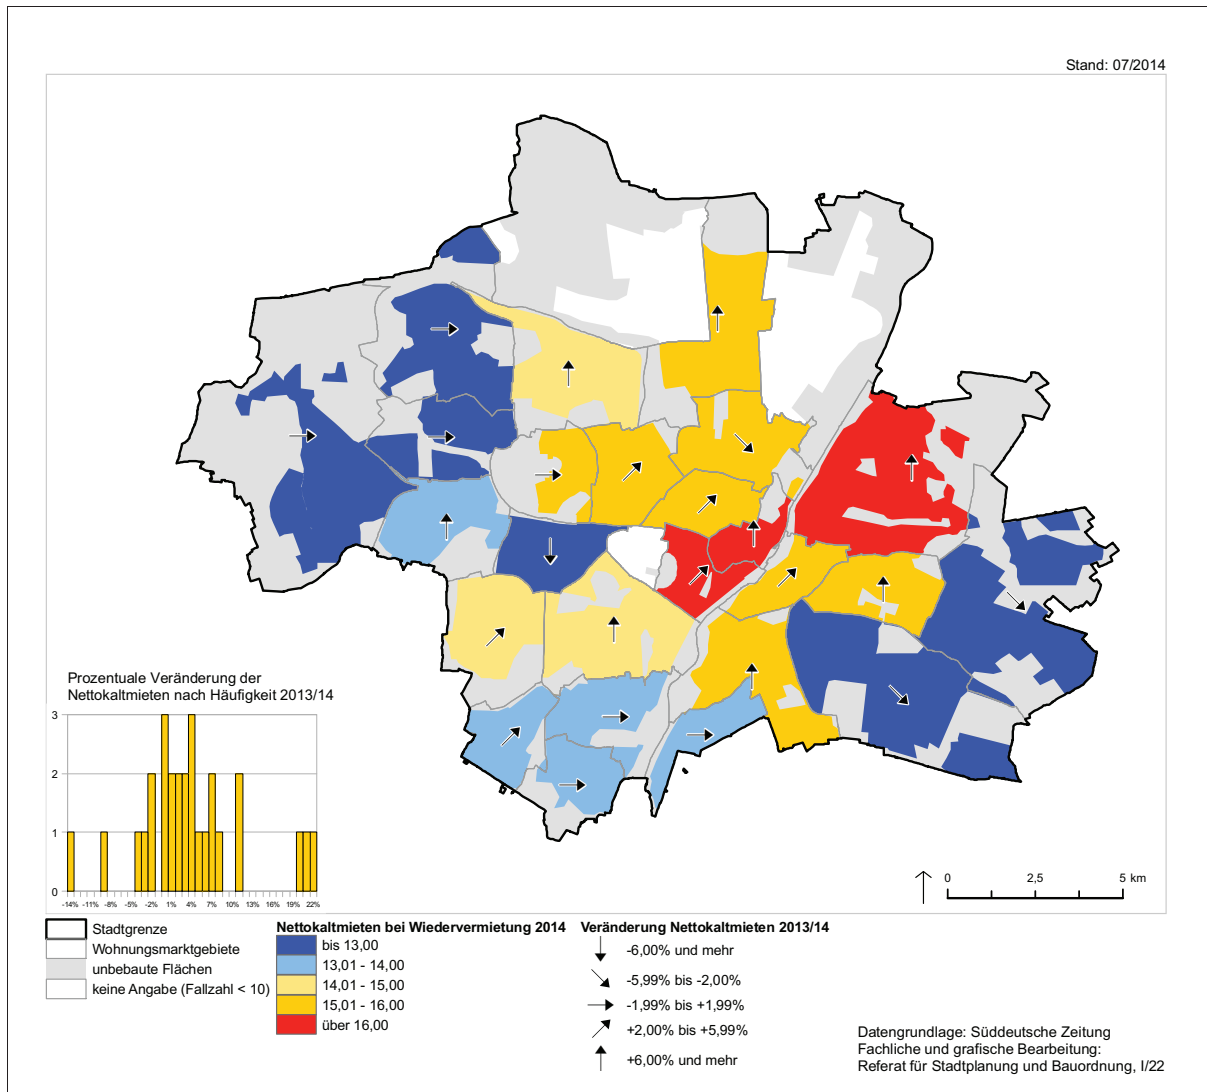 Stand: 07/2014
Prozentuale Veränderung der
Nettokaltmieten nach Häufigkeit 2013/14
3
2
1
0
-14% -11% -8% -5% -2% 1% 4% 7% 10% 13% 16% 19% 22%
0 2,5 5 km
Stadtgrenze
Wohnungsmarktgebiete
unbebaute Flächen
keine Angabe (Fallzahl < 10)
Nettokaltmieten bei Wiedervermietung 2014
bis 13,00
13,01 - 14,00
14,01 - 15,00
15,01 - 16,00
über 16,00
Veränderung Nettokaltmieten 2013/14
-6,00% und mehr
-5,99% bis -2,00%
-1,99% bis +1,99%
+2,00% bis +5,99%
+6,00% und mehr
Datengrundlage: Süddeutsche Zeitung
Fachliche und grafische Bearbeitung:
Referat für Stadtplanung und Bauordnung, I/22